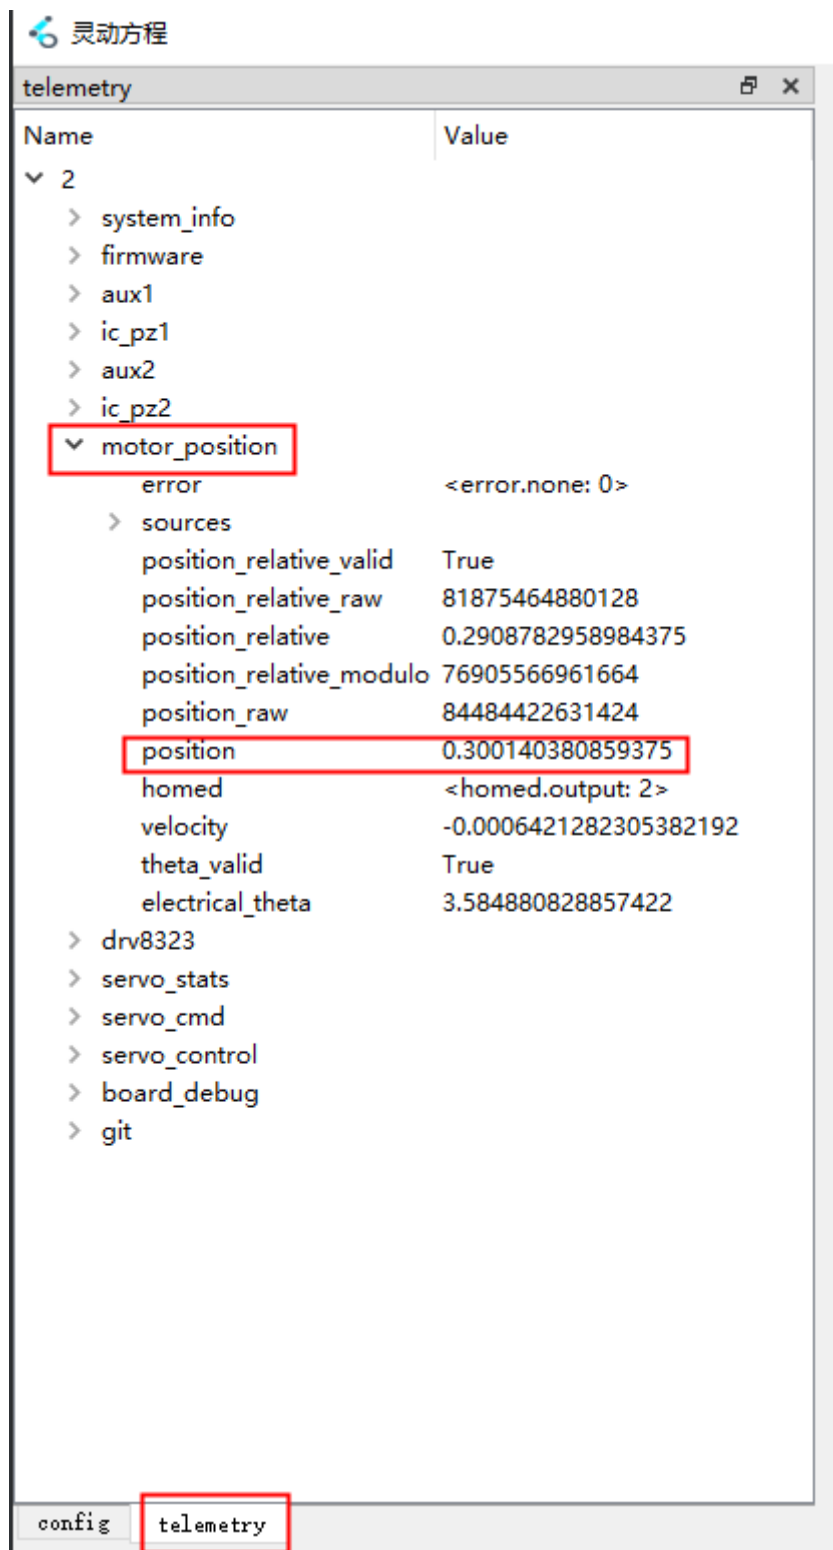 灵动方程
telemetry
Name Value
2
system_info
firmware
aux1
ic_pz1
aux2
ic_pz2
motor_position
error <error.none: 0>
sources
position_relative_valid True
position_relative_raw 81875464880128
position_relative 0.2908782958984375
position_relative_modulo 76905566961664
position_raw 84484422631424
position 0.300140380859375
homed <homed.output: 2>
velocity -0.0006421282305382192
theta_valid True
electrical_theta 3.584880828857422
drv8323
servo_stats
servo_cmd
servo_control
board_debug
git
config telemetry